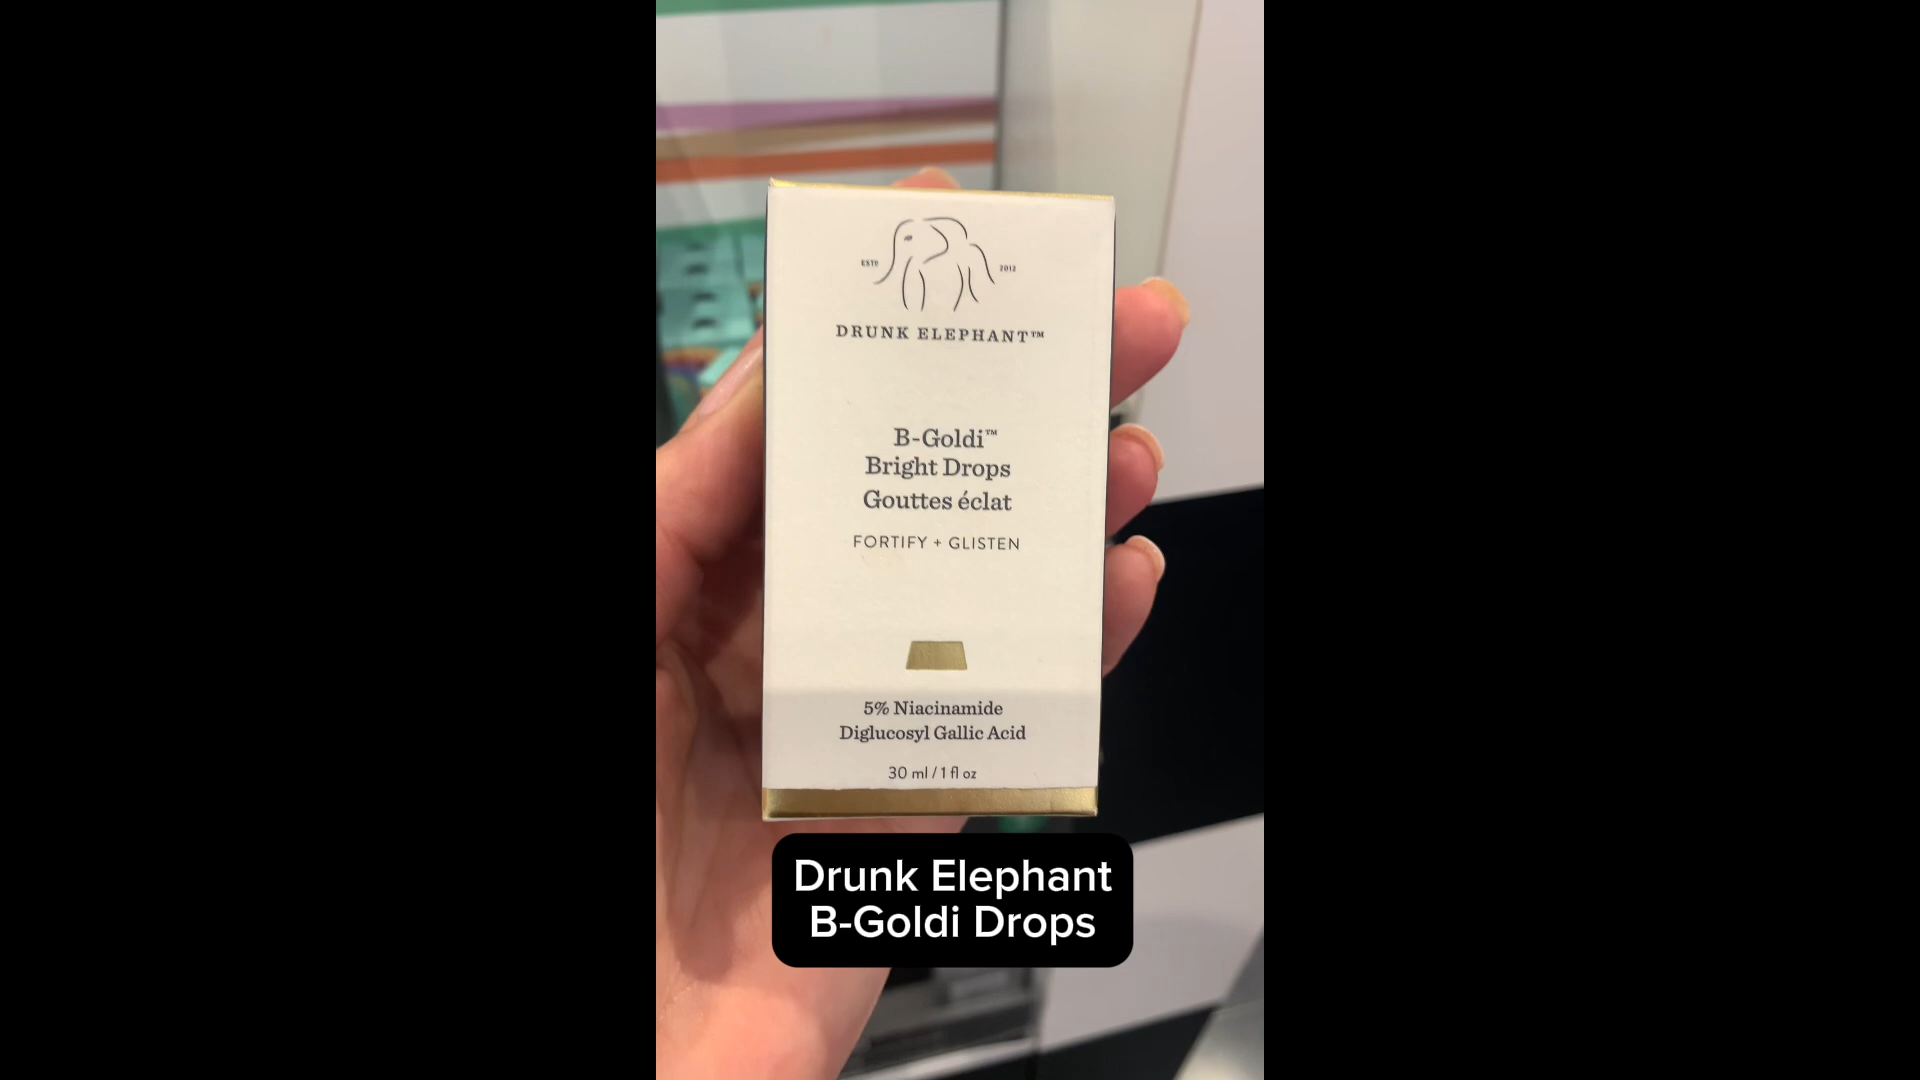 ESTD
2012
DRUNK ELEPHANT™
B-Goldi™
Bright Drops
Gouttes éclat
FORTIFY + GLISTEN
5% Niacinamide
Diglucosyl Gallic Acid
30 ml / 1 fl oz
Drunk Elephant
B-Goldi Drops